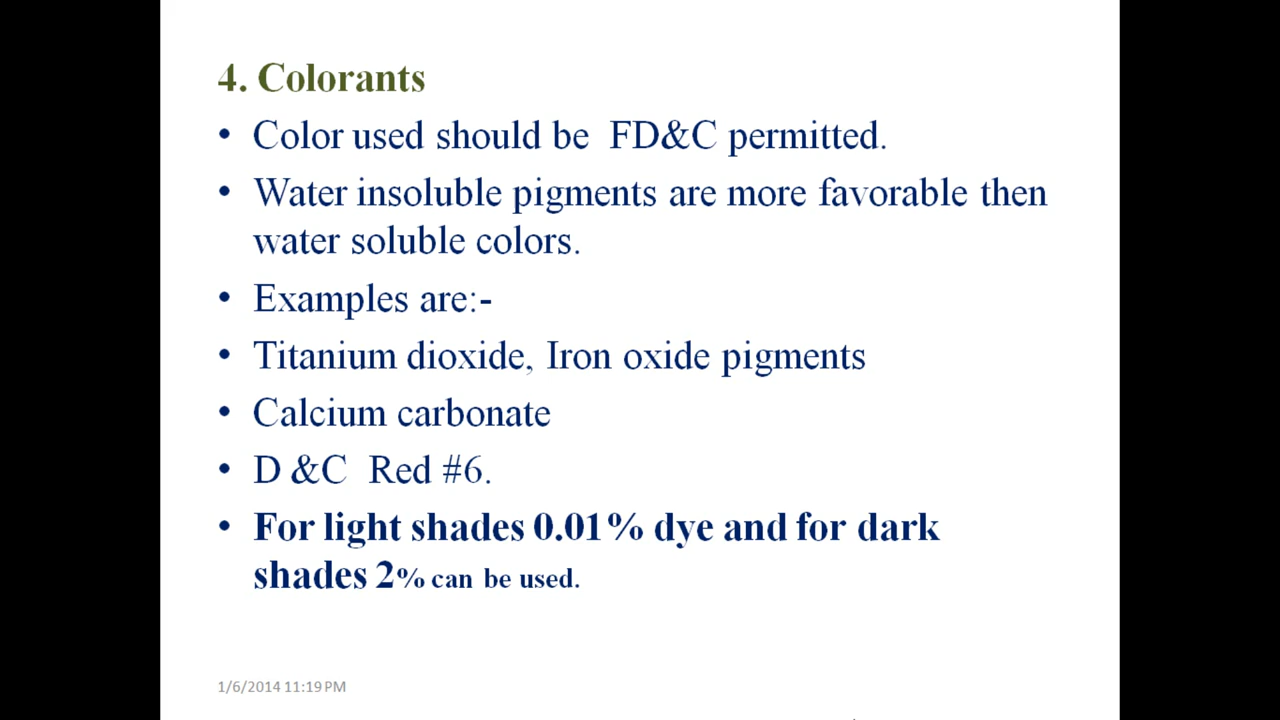 4. Colorants
• Color used should be FD&C permitted.
• Water insoluble pigments are more favorable then
water soluble colors.
• Examples are:-
• Titanium dioxide, Iron oxide pigments
• Calcium carbonate
• D &C Red #6.
• For light shades 0.01% dye and for dark
shades 2% can be used.
1/6/2014 11:19 PM